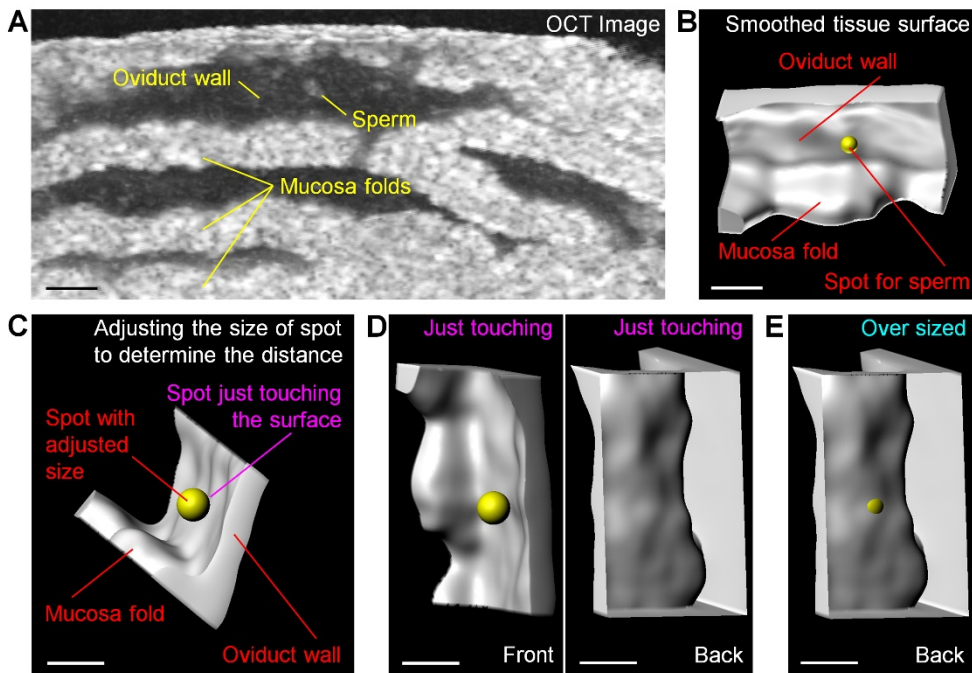 A
OCT Image
Oviduct wall
Sperm
Mucosa folds
B
Smoothed tissue surface
Oviduct wall
Mucosa fold
Spot for sperm
C
Adjusting the size of spot
to determine the distance
Spot just touching
the surface
Spot with
adjusted
size
Mucosa fold
Oviduct wall
D
Just touching
Front
Just touching
Back
E
Over sized
Back